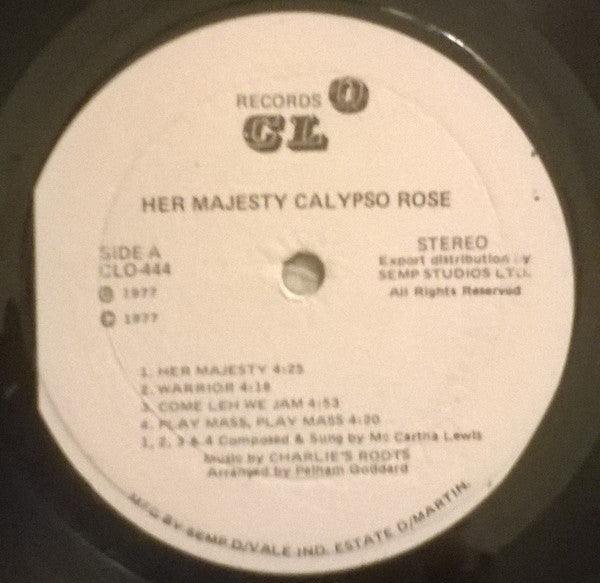 RECORDS O
CL
HER MAJESTY CALYPSO ROSE
SIDE A
CLO-444
℗ 1977
© 1977
STEREO
Export distribution by
SEMP STUDIOS LTD.
All Rights Reserved
1. HER MAJESTY 4:25
2. WARRIOR 4:18
3. COME LEH WE JAM 4:53
4. PLAY MASS, PLAY MASS 4:20
1, 2, 3 & 4 Composed & Sung by Mc Cartna Lewis
Music by CHARLIE'S ROOTS
Arranged by Pelham Goddard
MFG BY SEMP D/VALE IND. ESTATE D/MARTIN.